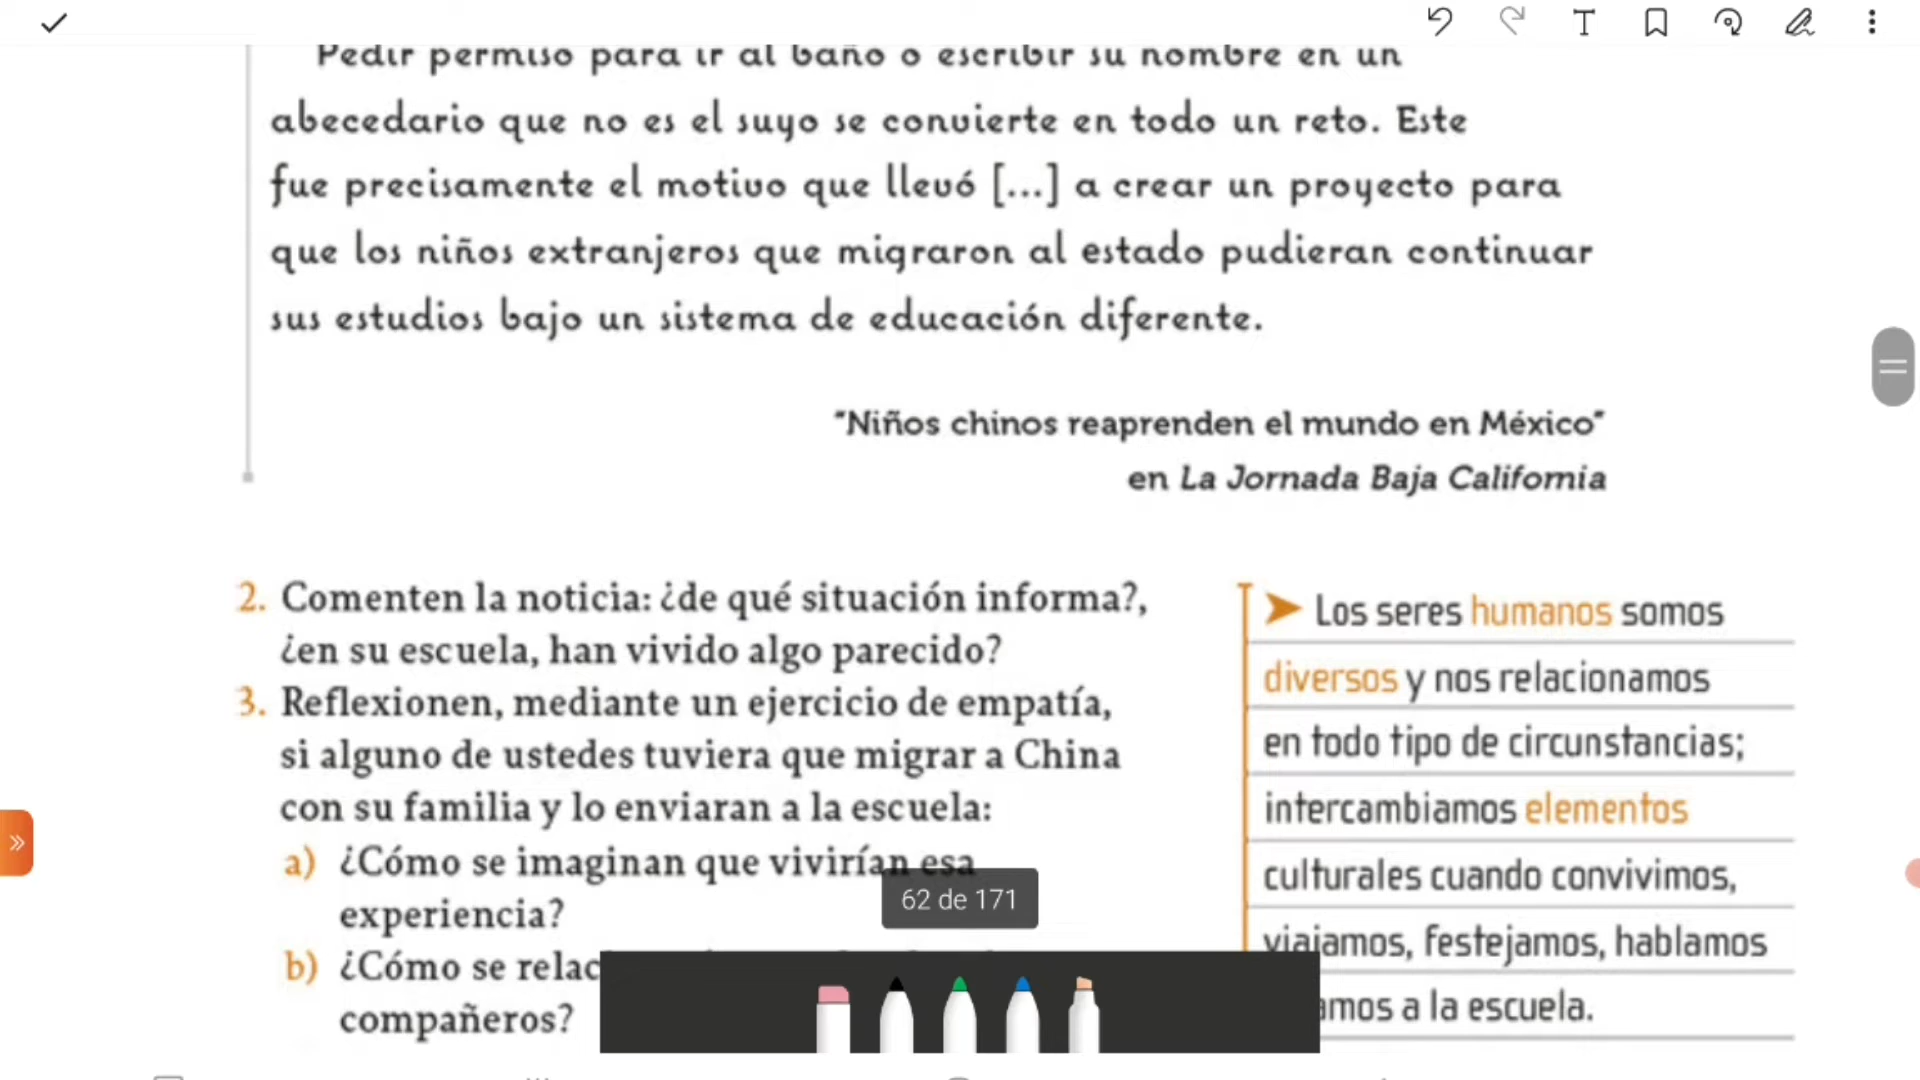 Pedir permiso para ir al baño o escribir su nombre en un
abecedario que no es el suyo se convierte en todo un reto. Este
fue precisamente el motivo que llevó [...] a crear un proyecto para
que los niños extranjeros que migraron al estado pudieran continuar
sus estudios bajo un sistema de educación diferente.
“Niños chinos reaprenden el mundo en México”
en La Jornada Baja California
2. Comenten la noticia: ¿de qué situación informa?,
¿en su escuela, han vivido algo parecido?
3. Reflexionen, mediante un ejercicio de empatía,
si alguno de ustedes tuviera que migrar a China
con su familia y lo enviaran a la escuela:
a) ¿Cómo se imaginan que vivirían esa
experiencia?
b) ¿Cómo se
compañeros?
➤ Los seres humanos somos
diversos y nos relacionamos
en todo tipo de circunstancias;
intercambiamos elementos
culturales cuando convivimos,
viajamos, festejamos, hablamos
a la escuela.
62 de 171